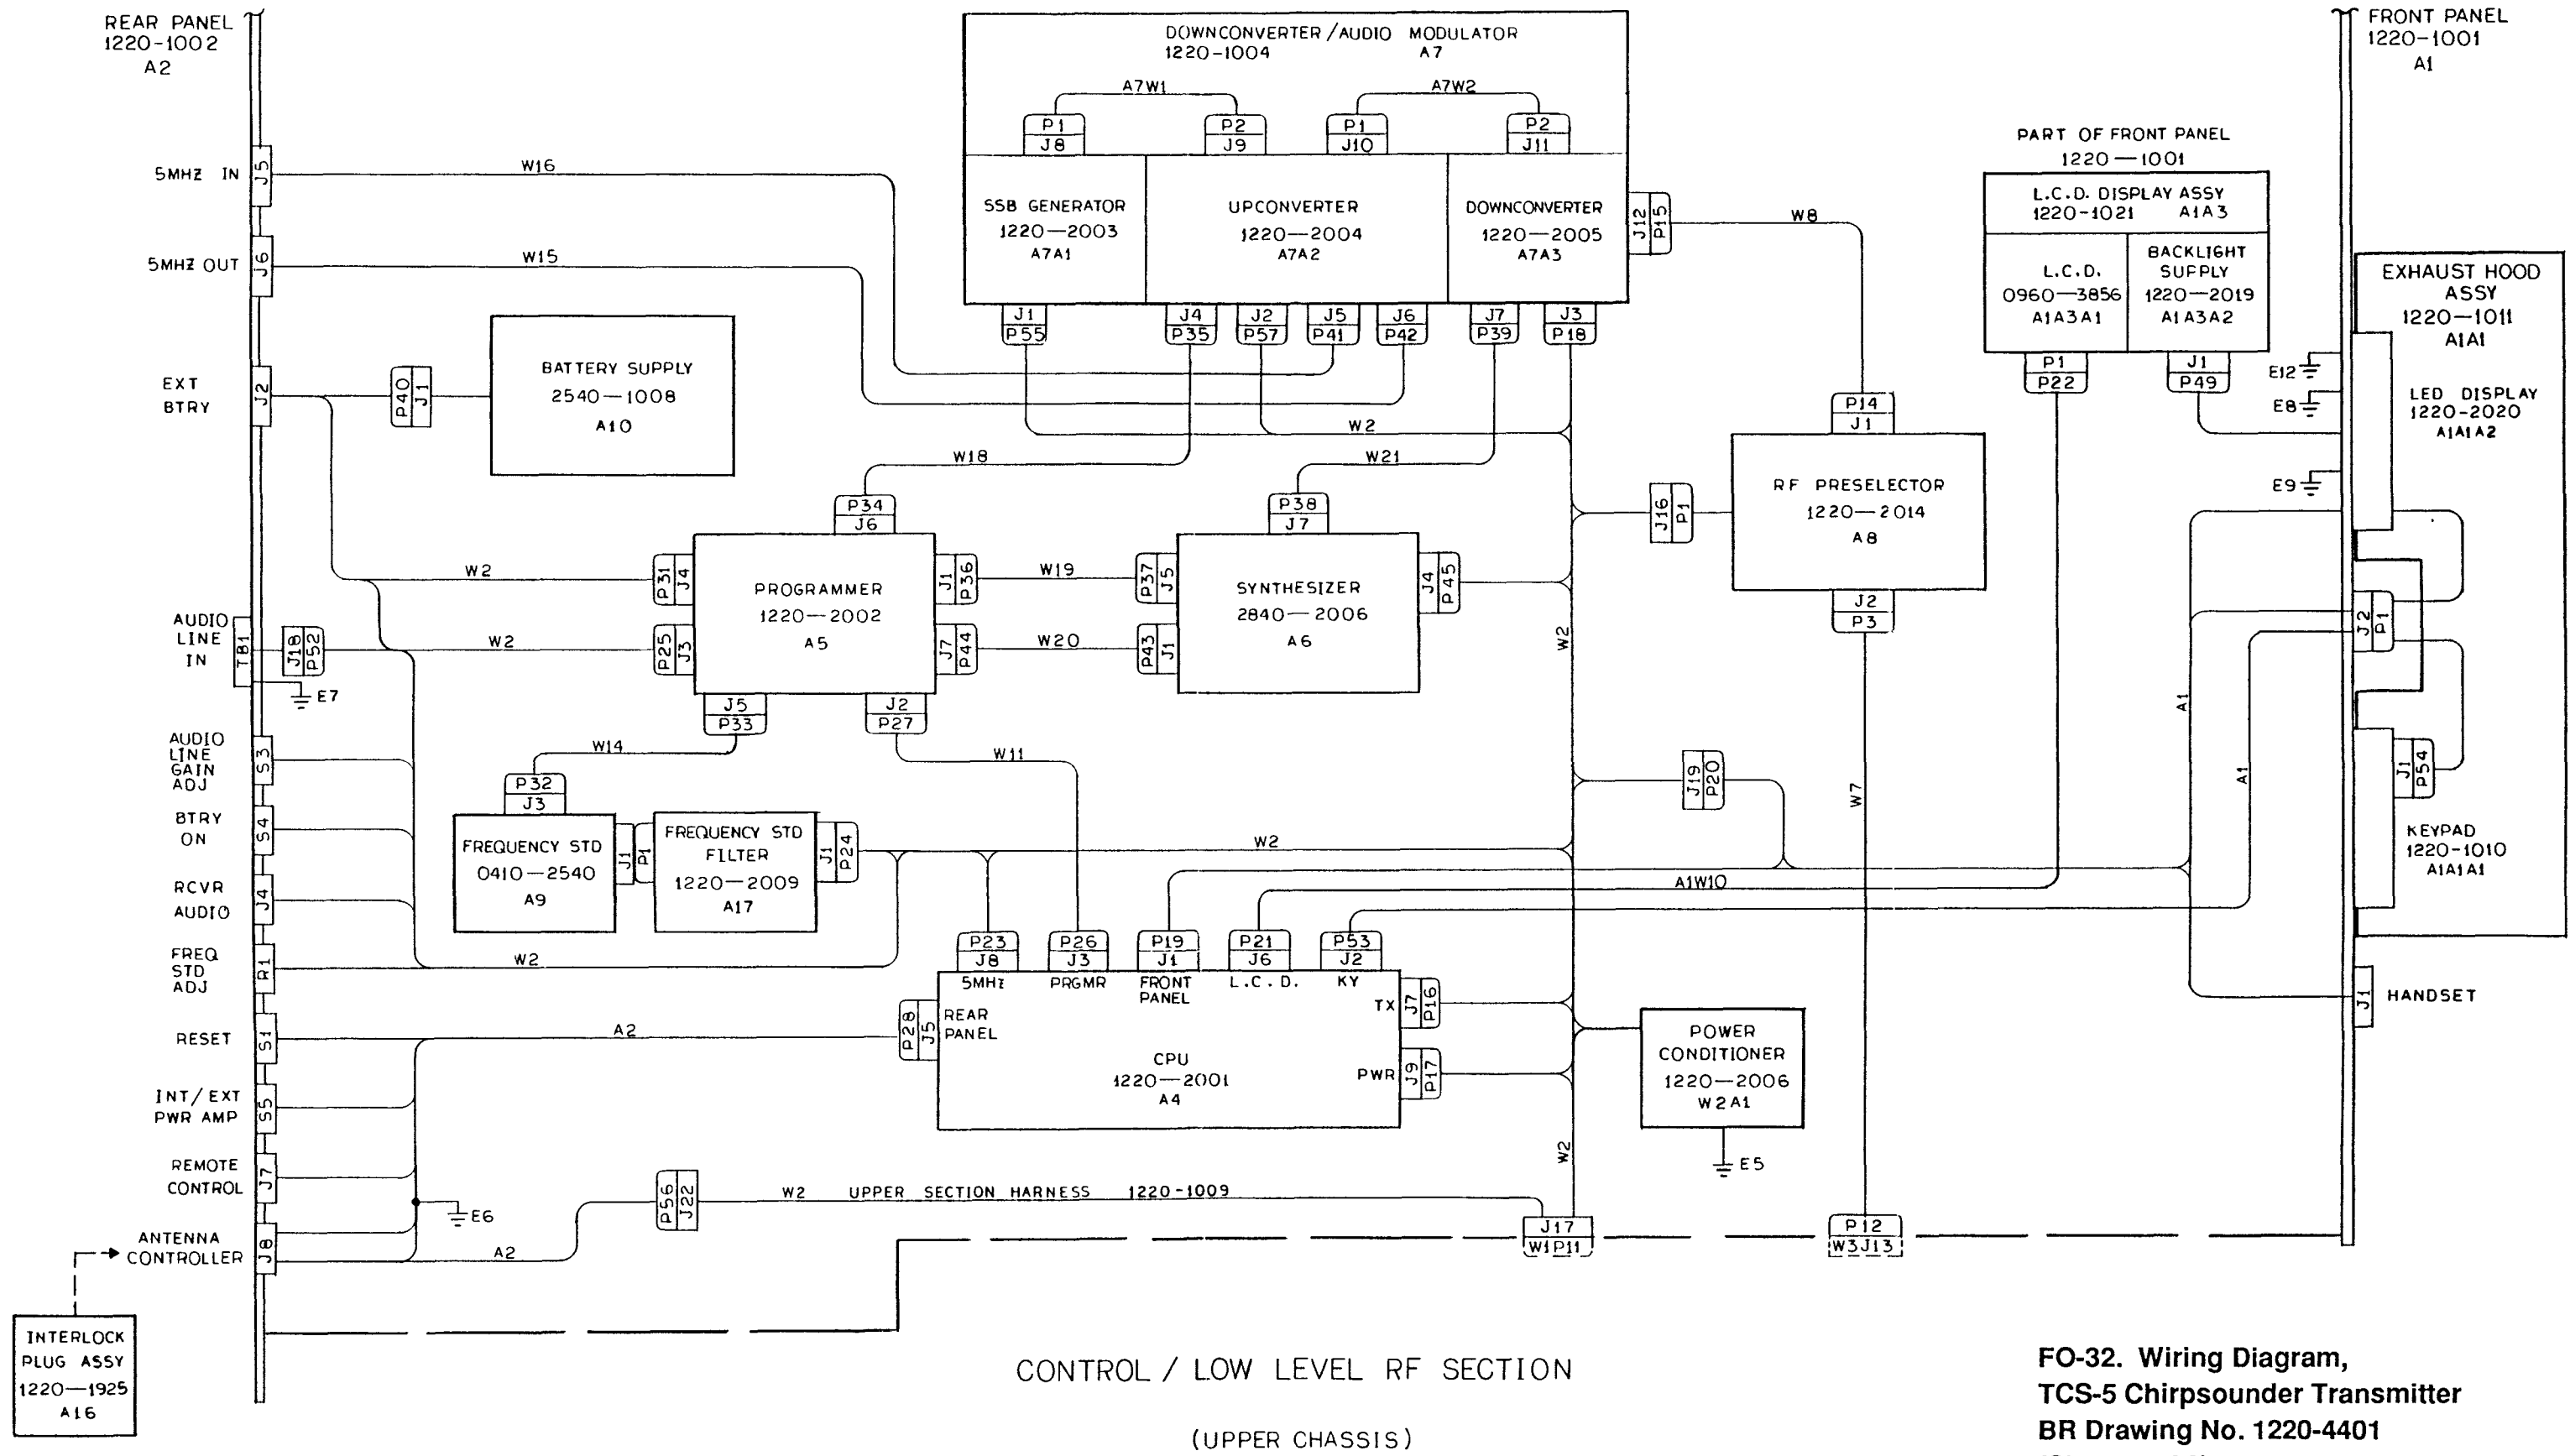 REAR PANEL
1220-1002
A2
5MHZ IN
J5
W16
5MHZ OUT
J6
W15
EXT
BTRY
J2
P40
J1
BATTERY SUPPLY
2540-1008
A10
W2
AUDIO
LINE
IN
TB1
J18
P52
W2
E7
AUDIO
LINE
GAIN
ADJ
S3
BTRY
ON
S4
RCVR
AUDIO
J4
FREQ
STD
ADJ
R1
W2
RESET
S1
A2
INT/EXT
PWR AMP
S5
REMOTE
CONTROL
J7
ANTENNA
CONTROLLER
J8
E6
A2
INTERLOCK
PLUG ASSY
1220-1925
A16
DOWNCONVERTER/AUDIO MODULATOR
1220-1004 A7
A7W1
A7W2
P1
J8
P2
J9
P1
J10
P2
J11
SSB GENERATOR
1220-2003
A7A1
UPCONVERTER
1220-2004
A7A2
DOWNCONVERTER
1220-2005
A7A3
J12
P15
W8
J1
P55
J4
P35
J2
P57
J5
P41
J6
P42
J7
P39
J3
P18
W2
W18
W21
P34
J6
P38
J7
P31
J4
P25
J3
PROGRAMMER
1220-2002
A5
J1
P36
J7
P44
W19
W20
P37
J5
P43
J1
SYNTHESIZER
2840-2006
A6
J4
P45
J5
P33
J2
P27
W14
W11
P32
J3
FREQUENCY STD
0410-2540
A9
J1
P1
FREQUENCY STD
FILTER
1220-2009
A17
J1
P24
W2
W2
P14
J1
RF PRESELECTOR
1220-2014
A8
J16
P1
J2
P3
W7
J19
P20
A1W10
P23
J8
P26
J3
P19
J1
P21
J6
P53
J2
5MHZ
PRGMR
FRONT
PANEL
L.C.D.
KY
P28
J5
REAR
PANEL
CPU
1220-2001
A4
TX
J7
P16
PWR
J9
P17
POWER
CONDITIONER
1220-2006
W2A1
E5
W2
P56
J22
W2 UPPER SECTION HARNESS 1220-1009
J17
W1P11
P12
W3J13
PART OF FRONT PANEL
1220-1001
L.C.D. DISPLAY ASSY
1220-1021 A1A3
L.C.D.
0960-3856
A1A3A1
BACKLIGHT
SUPPLY
1220-2019
A1A3A2
P1
P22
J1
P49
FRONT PANEL
1220-1001
A1
E12
E8
E9
EXHAUST HOOD
ASSY
1220-1011
A1A1
LED DISPLAY
1220-2020
A1A1A2
J2
P1
A1
A1
J1
P54
KEYPAD
1220-1010
A1A1A1
J1
HANDSET
CONTROL / LOW LEVEL RF SECTION
(UPPER CHASSIS)
FO-32. Wiring Diagram,
TCS-5 Chirpsounder Transmitter
BR Drawing No. 1220-4401